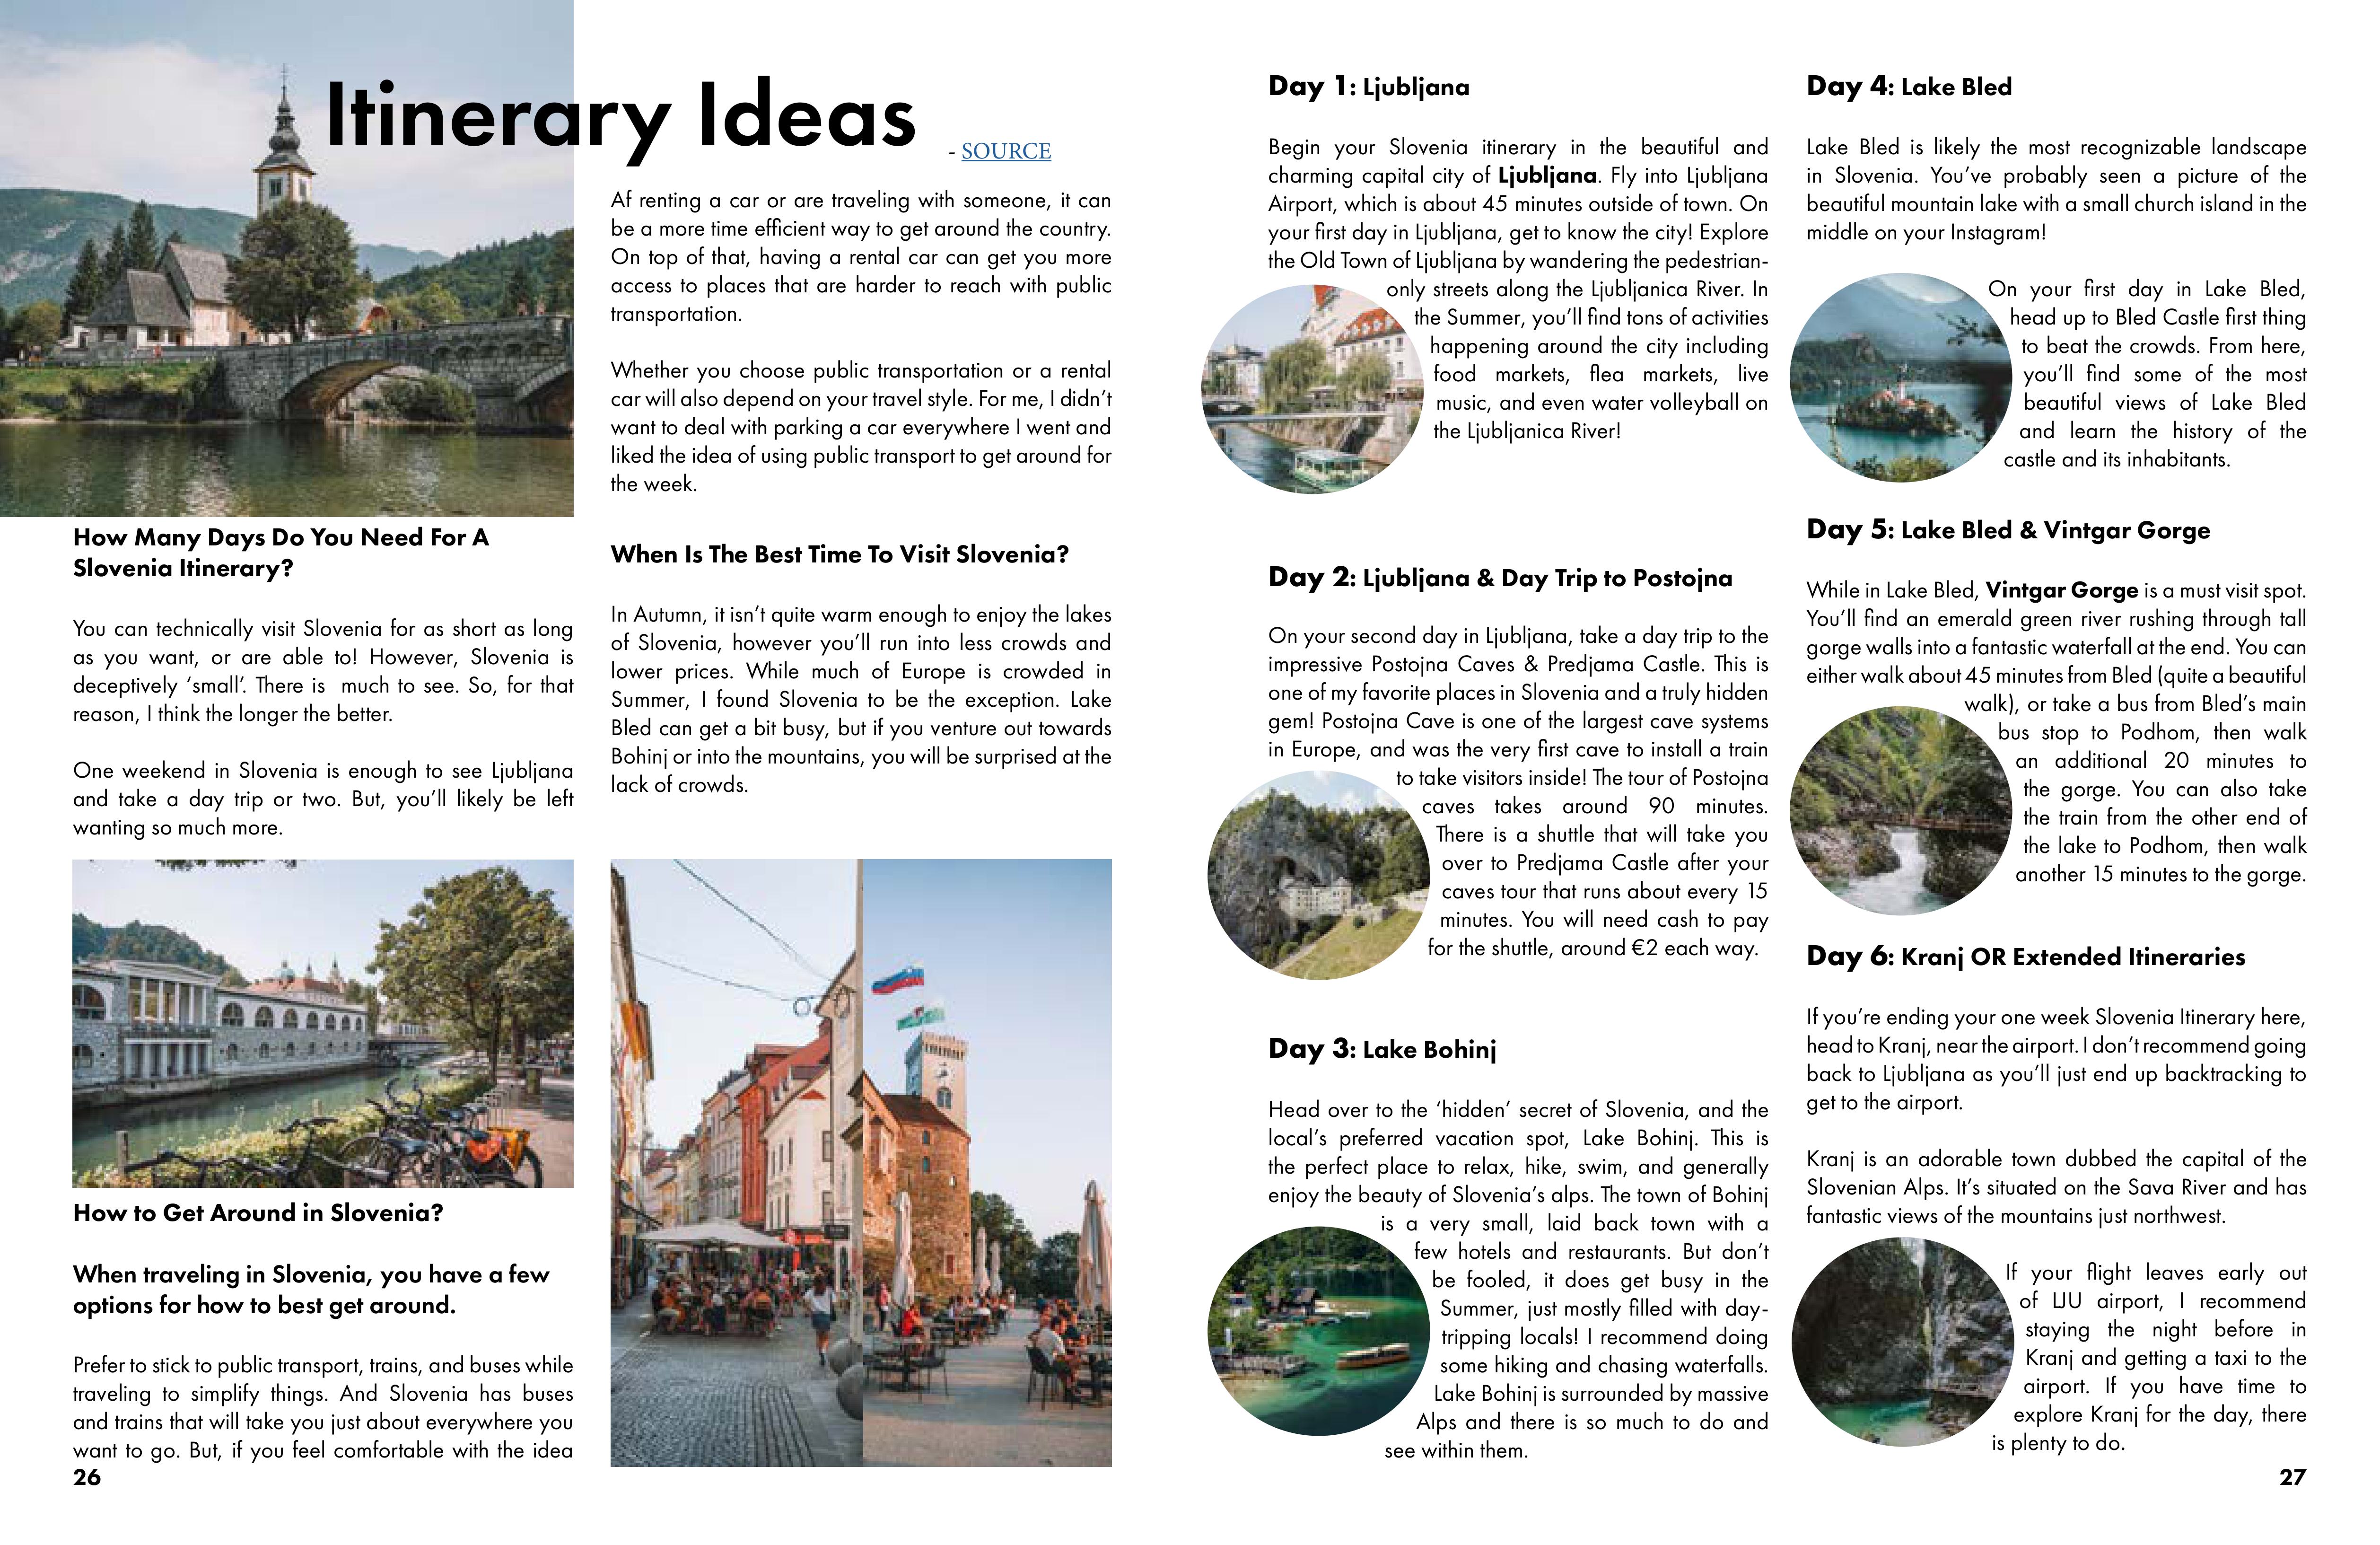 Itinerary Ideas
- SOURCE
How Many Days Do You Need For A
Slovenia Itinerary?
You can technically visit Slovenia for as short as long
as you want, or are able to! However, Slovenia is
deceptively ‘small’. There is much to see. So, for that
reason, I think the longer the better.
One weekend in Slovenia is enough to see Ljubljana
and take a day trip or two. But, you’ll likely be left
wanting so much more.
How to Get Around in Slovenia?
When traveling in Slovenia, you have a few
options for how to best get around.
Prefer to stick to public transport, trains, and buses while
traveling to simplify things. And Slovenia has buses
and trains that will take you just about everywhere you
want to go. But, if you feel comfortable with the idea
26
Af renting a car or are traveling with someone, it can
be a more time efficient way to get around the country.
On top of that, having a rental car can get you more
access to places that are harder to reach with public
transportation.
Whether you choose public transportation or a rental
car will also depend on your travel style. For me, I didn’t
want to deal with parking a car everywhere I went and
liked the idea of using public transport to get around for
the week.
When Is The Best Time To Visit Slovenia?
In Autumn, it isn’t quite warm enough to enjoy the lakes
of Slovenia, however you’ll run into less crowds and
lower prices. While much of Europe is crowded in
Summer, I found Slovenia to be the exception. Lake
Bled can get a bit busy, but if you venture out towards
Bohinj or into the mountains, you will be surprised at the
lack of crowds.
Day 1: Ljubljana
Begin your Slovenia itinerary in the beautiful and
charming capital city of Ljubljana. Fly into Ljubljana
Airport, which is about 45 minutes outside of town. On
your first day in Ljubljana, get to know the city! Explore
the Old Town of Ljubljana by wandering the pedestrian-
only streets along the Ljubljanica River. In
the Summer, you’ll find tons of activities
happening around the city including
food markets, flea markets, live
music, and even water volleyball on
the Ljubljanica River!
Day 2: Ljubljana & Day Trip to Postojna
On your second day in Ljubljana, take a day trip to the
impressive Postojna Caves & Predjama Castle. This is
one of my favorite places in Slovenia and a truly hidden
gem! Postojna Cave is one of the largest cave systems
in Europe, and was the very first cave to install a train
to take visitors inside! The tour of Postojna
caves takes around 90 minutes.
There is a shuttle that will take you
over to Predjama Castle after your
caves tour that runs about every 15
minutes. You will need cash to pay
for the shuttle, around €2 each way.
Day 3: Lake Bohinj
Head over to the ‘hidden’ secret of Slovenia, and the
local’s preferred vacation spot, Lake Bohinj. This is
the perfect place to relax, hike, swim, and generally
enjoy the beauty of Slovenia’s alps. The town of Bohinj
is a very small, laid back town with a
few hotels and restaurants. But don’t
be fooled, it does get busy in the
Summer, just mostly filled with day-
tripping locals! I recommend doing
some hiking and chasing waterfalls.
Lake Bohinj is surrounded by massive
Alps and there is so much to do and
see within them.
Day 4: Lake Bled
Lake Bled is likely the most recognizable landscape
in Slovenia. You’ve probably seen a picture of the
beautiful mountain lake with a small church island in the
middle on your Instagram!
On your first day in Lake Bled,
head up to Bled Castle first thing
to beat the crowds. From here,
you’ll find some of the most
beautiful views of Lake Bled
and learn the history of the
castle and its inhabitants.
Day 5: Lake Bled & Vintgar Gorge
While in Lake Bled, Vintgar Gorge is a must visit spot.
You’ll find an emerald green river rushing through tall
gorge walls into a fantastic waterfall at the end. You can
either walk about 45 minutes from Bled (quite a beautiful
walk), or take a bus from Bled’s main
bus stop to Podhom, then walk
an additional 20 minutes to
the gorge. You can also take
the train from the other end of
the lake to Podhom, then walk
another 15 minutes to the gorge.
Day 6: Kranj OR Extended Itineraries
If you’re ending your one week Slovenia Itinerary here,
head to Kranj, near the airport. I don’t recommend going
back to Ljubljana as you’ll just end up backtracking to
get to the airport.
Kranj is an adorable town dubbed the capital of the
Slovenian Alps. It’s situated on the Sava River and has
fantastic views of the mountains just northwest.
If your flight leaves early out
of LJU airport, I recommend
staying the night before in
Kranj and getting a taxi to the
airport. If you have time to
explore Kranj for the day, there
is plenty to do.
27